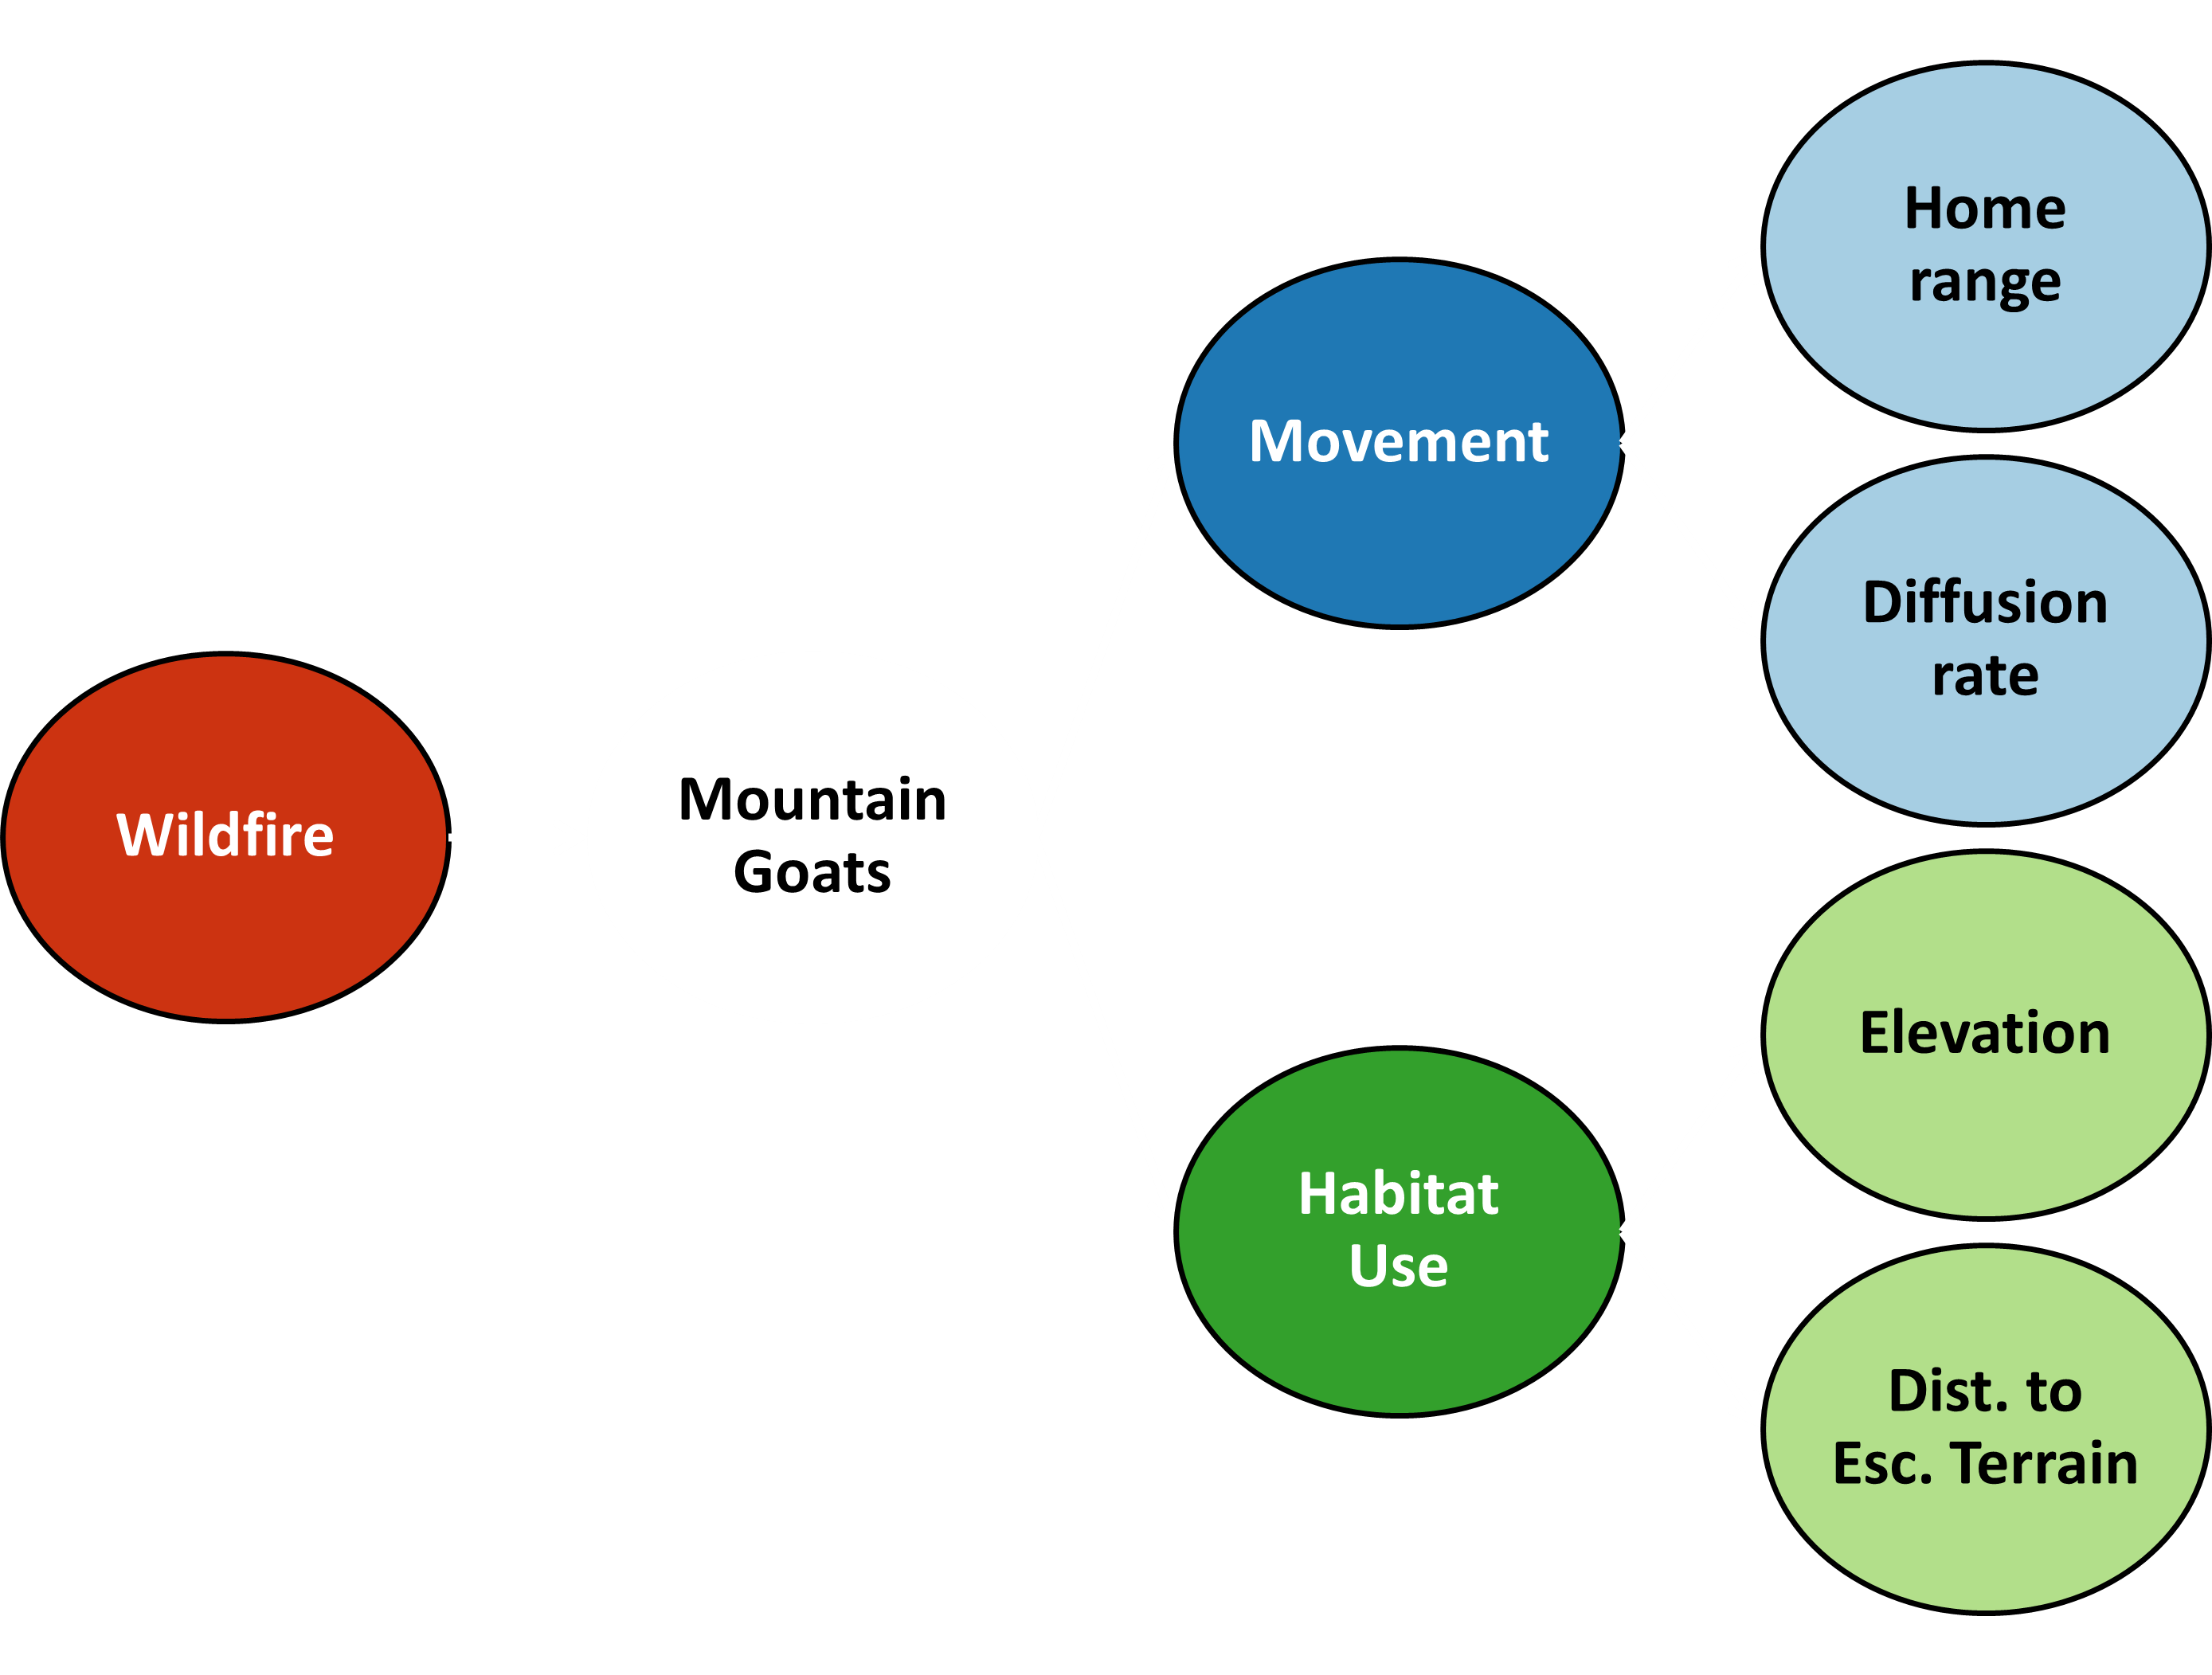 Wildfire
Mountain
Goats
Movement
Habitat
Use
Home
range
Diffusion
rate
Elevation
Dist. to
Esc. Terrain